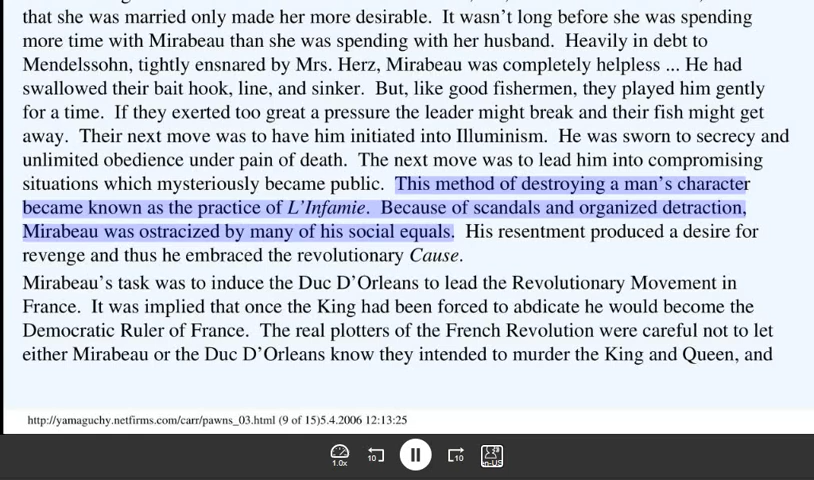 that she was married only made her more desirable. It wasn't long before she was spending
more time with Mirabeau than she was spending with her husband. Heavily in debt to
Mendelssohn, tightly ensnared by Mrs. Herz, Mirabeau was completely helpless ... He had
swallowed their bait hook, line, and sinker. But, like good fishermen, they played him gently
for a time. If they exerted too great a pressure the leader might break and their fish might get
away. Their next move was to have him initiated into Illuminism. He was sworn to secrecy and
unlimited obedience under pain of death. The next move was to lead him into compromising
situations which mysteriously became public. This method of destroying a man's character
became known as the practice of L'Infamie. Because of scandals and organized detraction,
Mirabeau was ostracized by many of his social equals. His resentment produced a desire for
revenge and thus he embraced the revolutionary Cause.
Mirabeau's task was to induce the Duc D'Orleans to lead the Revolutionary Movement in
France. It was implied that once the King had been forced to abdicate he would become the
Democratic Ruler of France. The real plotters of the French Revolution were careful not to let
either Mirabeau or the Duc D'Orleans know they intended to murder the King and Queen, and
http://yamaguchy.netfirms.com/carr/pawns_03.html (9 of 15)5.4.2006 12:13:25
1.0x
10
10
en-US